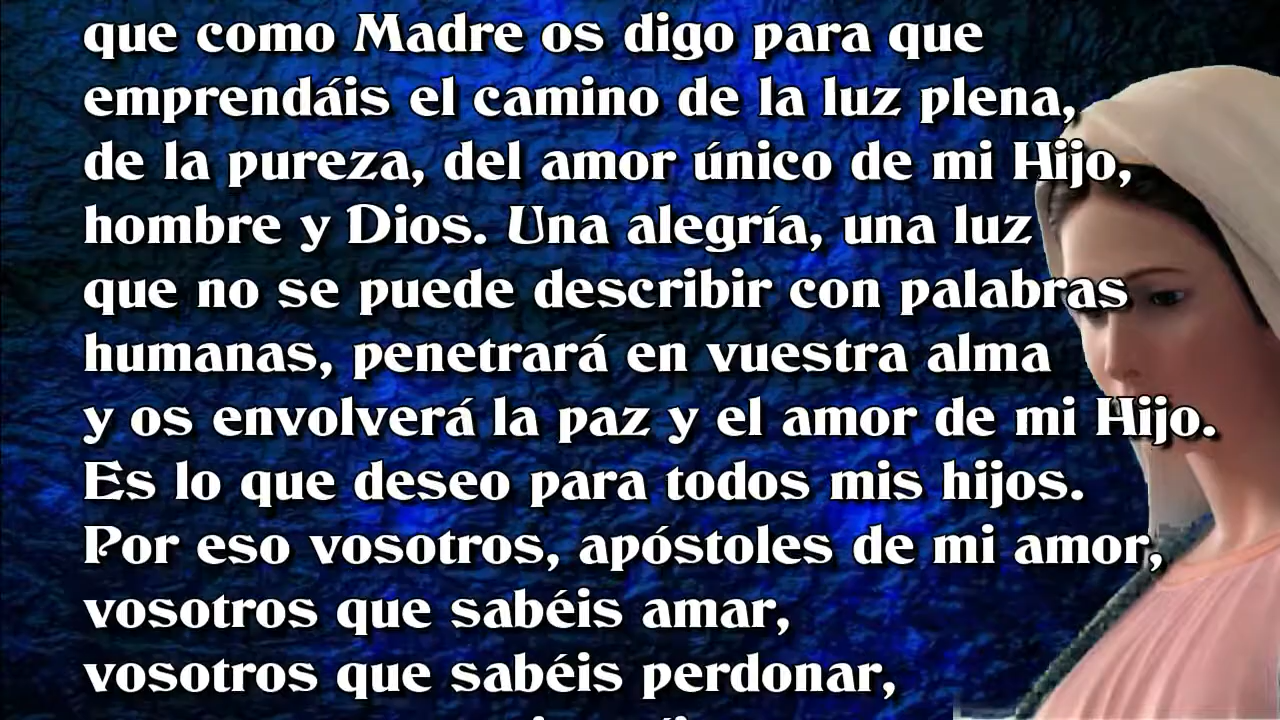 que como Madre os digo para que
emprendáis el camino de la luz plena,
de la pureza, del amor único de mi Hijo,
hombre y Dios. Una alegría, una luz
que no se puede describir con palabras
humanas, penetrará en vuestra alma
y os envolverá la paz y el amor de mi Hijo.
Es lo que deseo para todos mis hijos.
Por eso vosotros, apóstoles de mi amor,
vosotros que sabéis amar,
vosotros que sabéis perdonar,